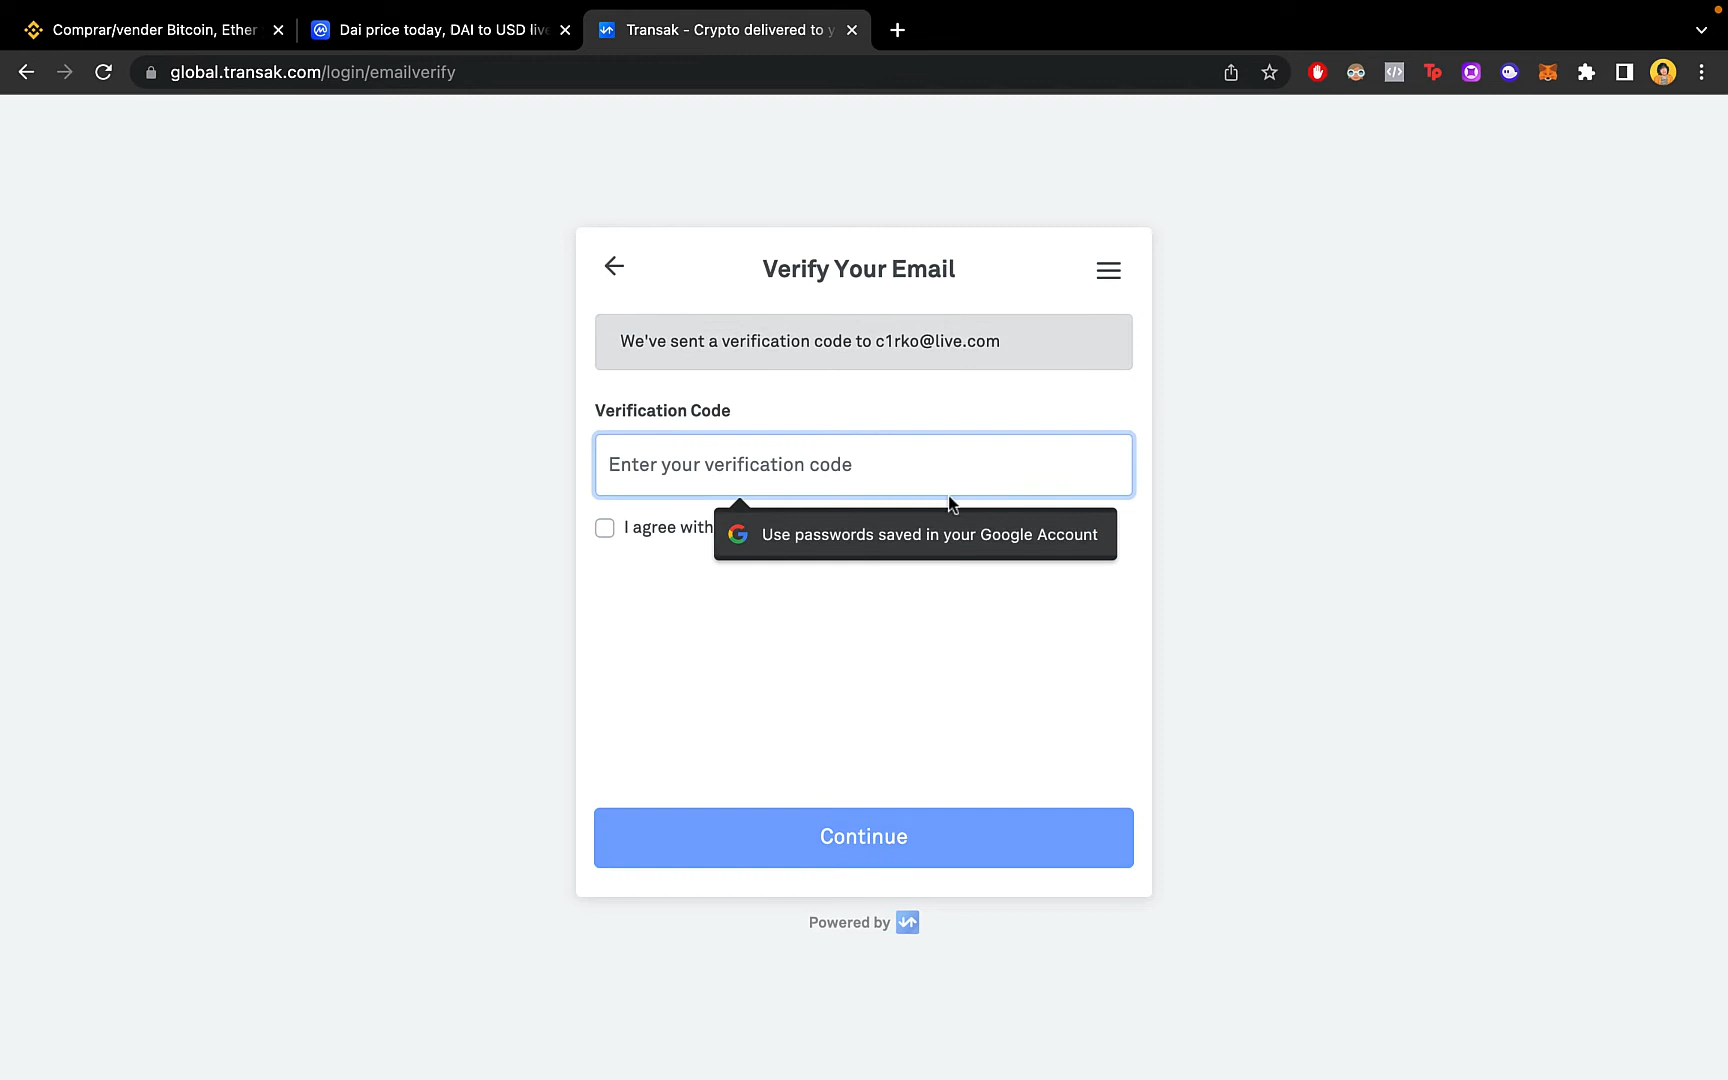 Comprar/vender Bitcoin, Ether
Dai price today, DAI to USD live
Transak - Crypto delivered to y
global.transak.com/login/emailverify
Verify Your Email
We've sent a verification code to c1rko@live.com
Verification Code
Enter your verification code
I agree with
Use passwords saved in your Google Account
Continue
Powered by